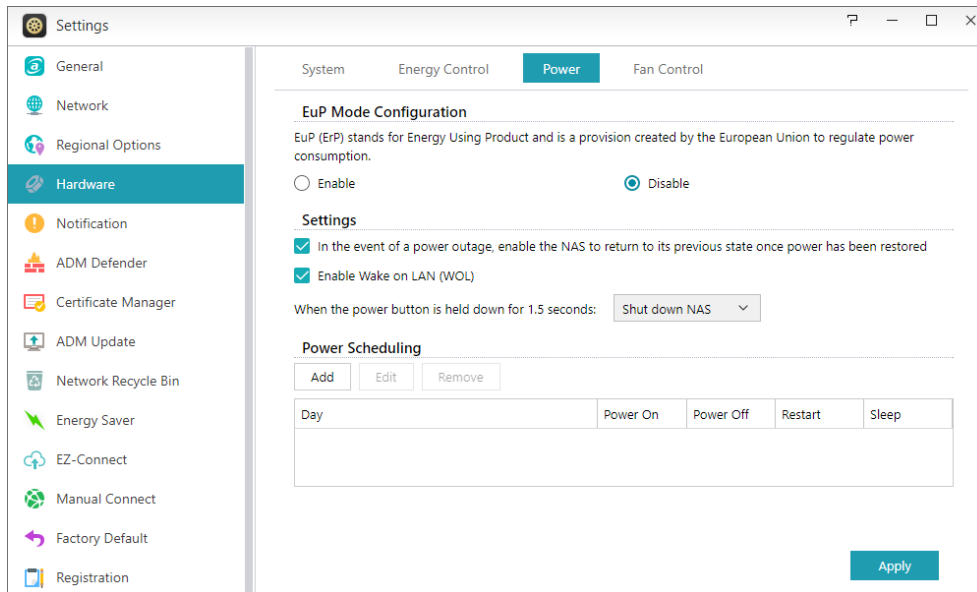 Settings
General
Network
Regional Options
Hardware
Notification
ADM Defender
Certificate Manager
ADM Update
Network Recycle Bin
Energy Saver
EZ-Connect
Manual Connect
Factory Default
Registration
System Energy Control Power Fan Control
EuP Mode Configuration
EuP (ErP) stands for Energy Using Product and is a provision created by the European Union to regulate power
consumption.
Enable Disable
Settings
In the event of a power outage, enable the NAS to return to its previous state once power has been restored
Enable Wake on LAN (WOL)
When the power button is held down for 1.5 seconds: Shut down NAS
Power Scheduling
Add Edit Remove
Day Power On Power Off Restart Sleep
Apply